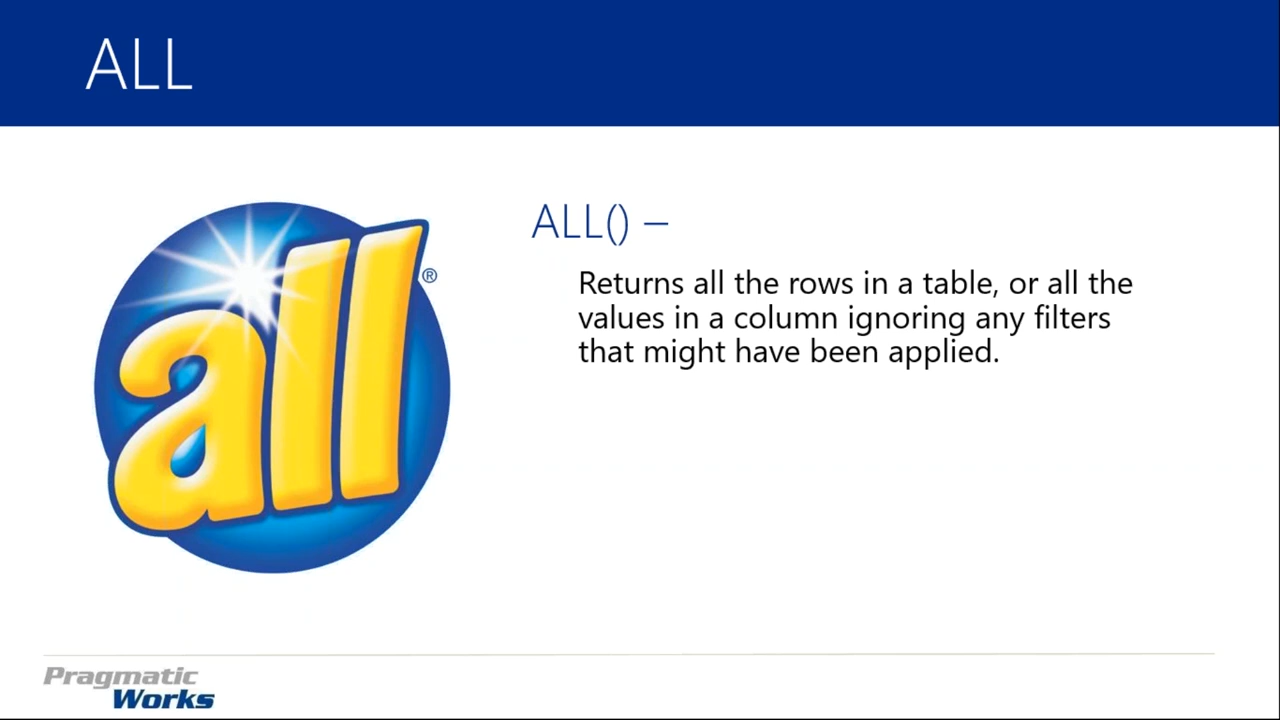 ALL
all®
ALL() –
Returns all the rows in a table, or all the
values in a column ignoring any filters
that might have been applied.
Pragmatic
Works